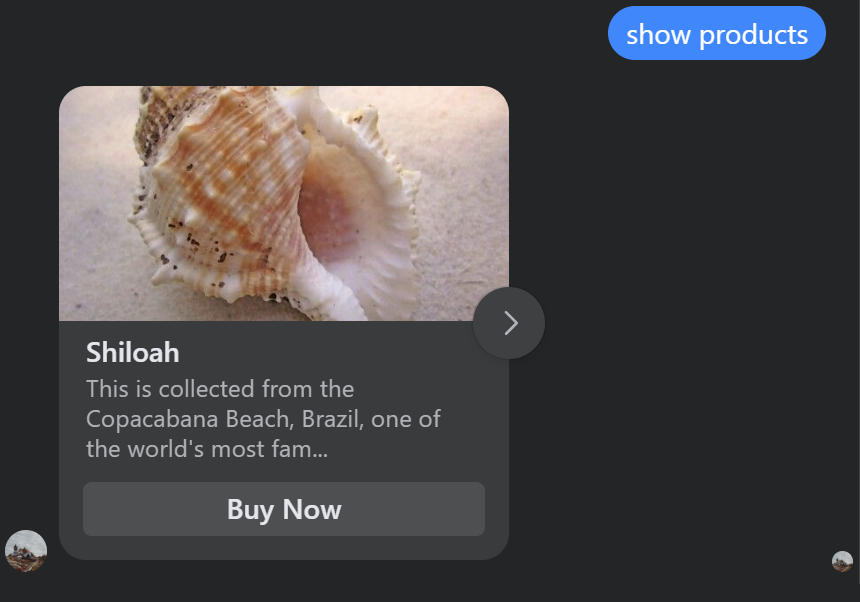 show products
Shiloah
This is collected from the
Copacabana Beach, Brazil, one of
the world's most fam...
Buy Now